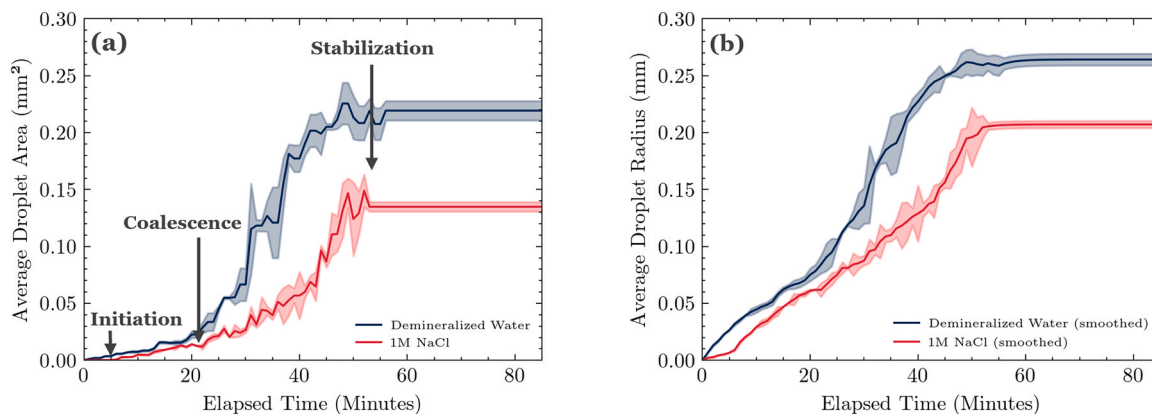 (a)
Average Droplet Area (mm²)
0.30
0.25
0.20
0.15
0.10
0.05
0.00
Stabilization
Coalescence
Initiation
Demineralized Water
1M NaCl
0 20 40 60 80
Elapsed Time (Minutes)
(b)
Average Droplet Radius (mm)
0.30
0.25
0.20
0.15
0.10
0.05
0.00
Demineralized Water (smoothed)
1M NaCl (smoothed)
0 20 40 60 80
Elapsed Time (Minutes)